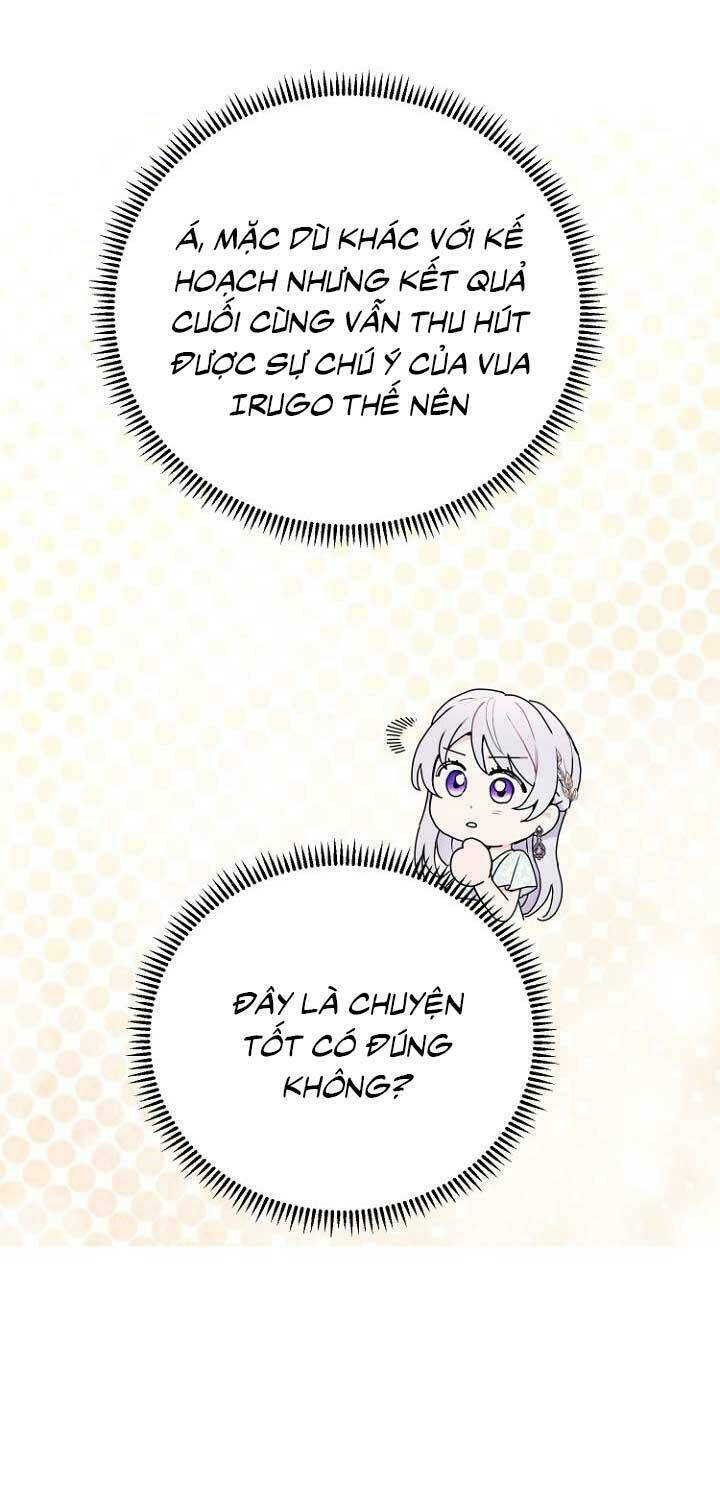 Á, MẶC DÙ KHÁC VỚI KẾ
HOẠCH NHƯNG KẾT QUẢ
CUỐI CÙNG VẪN THU HÚT
ĐƯỢC SỰ CHÚ Ý CỦA VUA
IRUGO THẾ NÊN
ĐÂY LÀ CHUYỆN
TỐT CÓ ĐÚNG
KHÔNG?